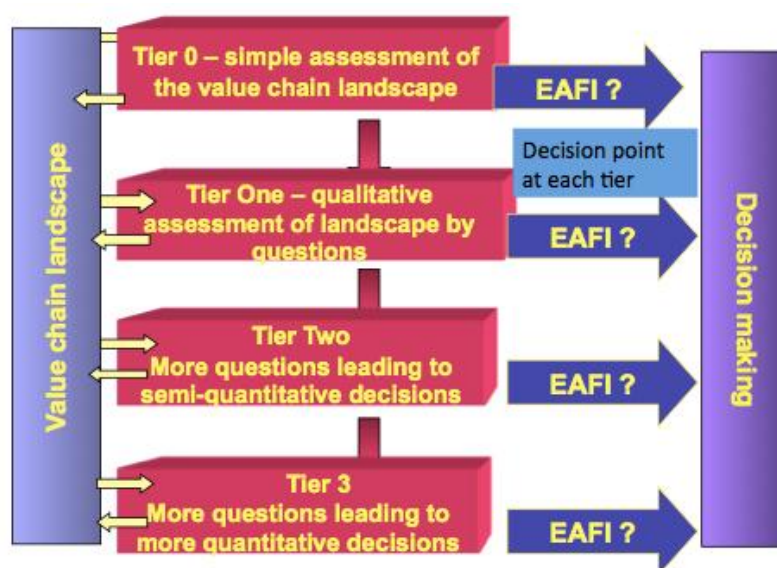 Value chain landscape
Tier 0 – simple assessment of
the value chain landscape
EAFI ?
Decision point
at each tier
Tier One – qualitative
assessment of landscape by
questions
EAFI ?
Tier Two
More questions leading to
semi-quantitative decisions
EAFI ?
Tier 3
More questions leading to
more quantitative decisions
EAFI ?
Decision making